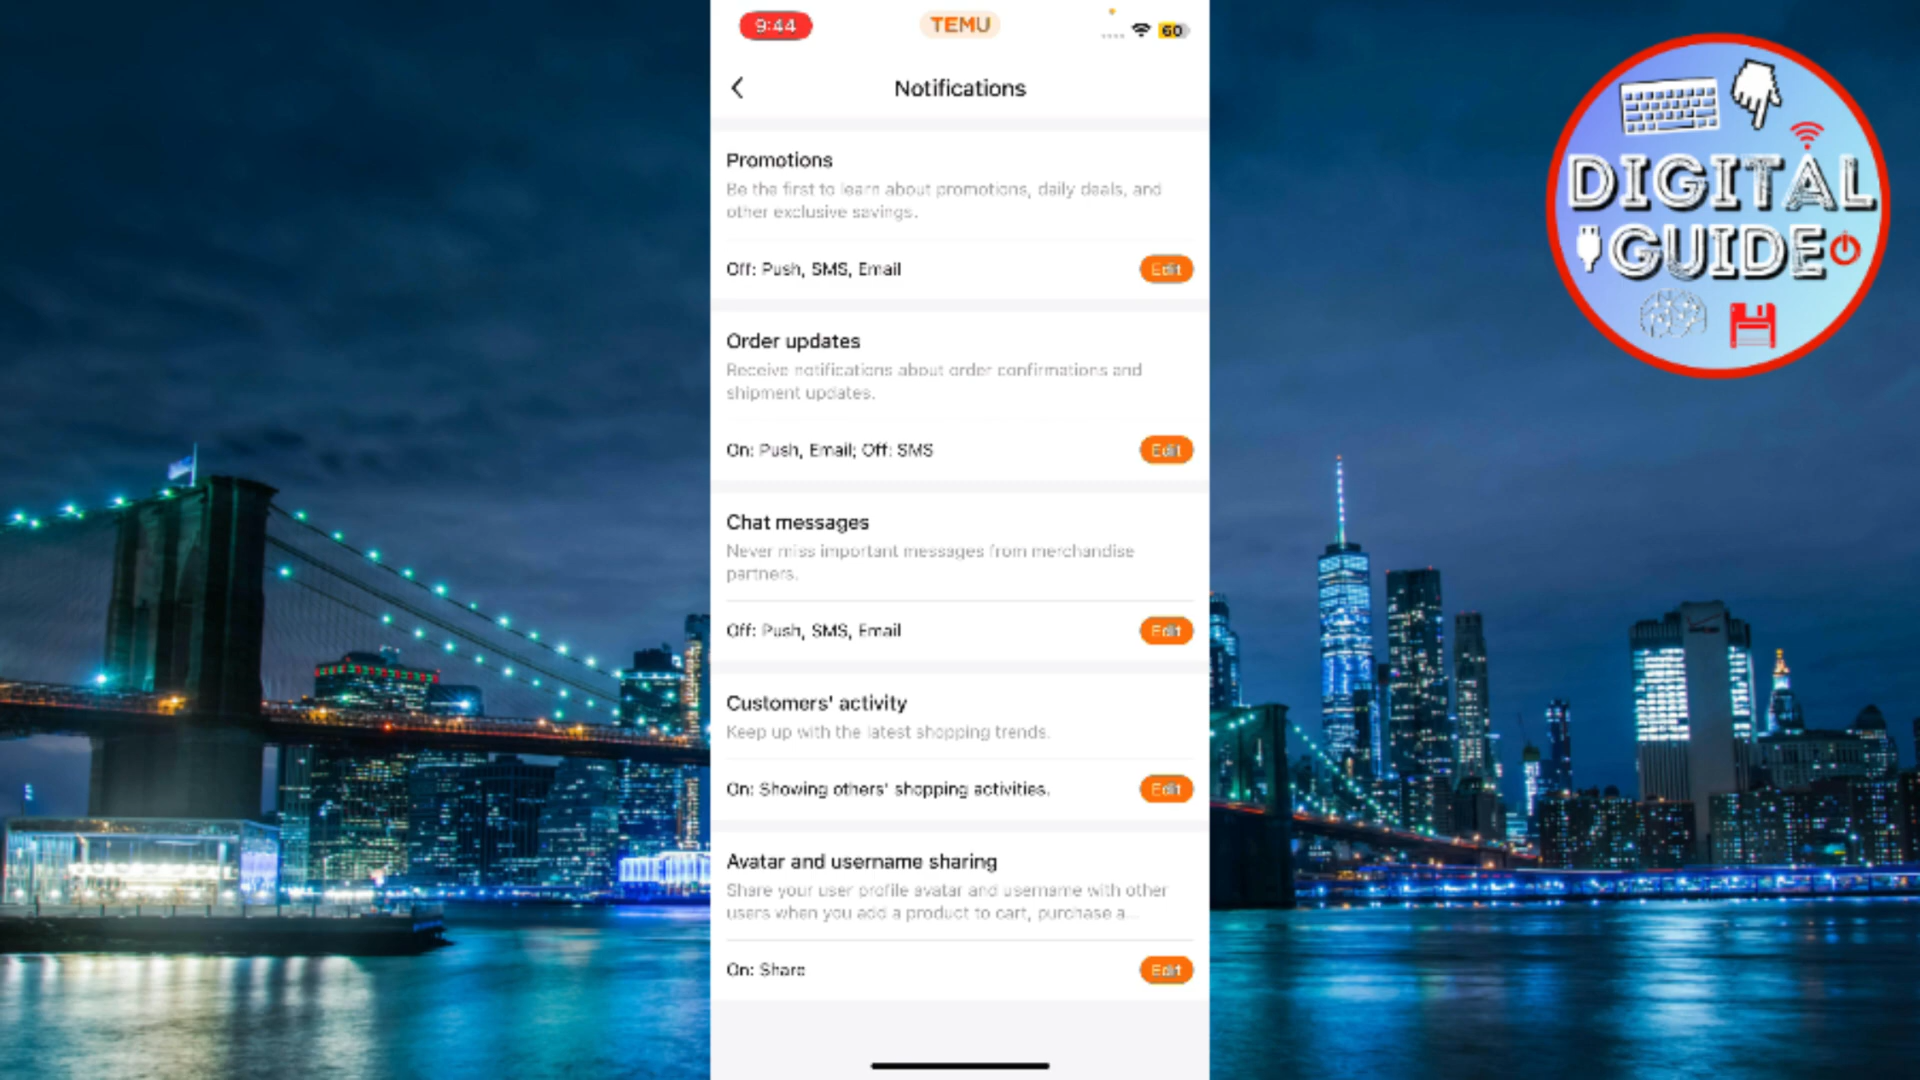 9:44
TEMU
60
Notifications
Promotions
Be the first to learn about promotions, daily deals, and
other exclusive savings.
Off: Push, SMS, Email
Edit
Order updates
Receive notifications about order confirmations and
shipment updates.
On: Push, Email; Off: SMS
Edit
Chat messages
Never miss important messages from merchandise
partners.
Off: Push, SMS, Email
Edit
Customers' activity
Keep up with the latest shopping trends.
On: Showing others' shopping activities.
Edit
Avatar and username sharing
Share your user profile avatar and username with other
users when you add a product to cart, purchase a...
On: Share
Edit
DIGITAL
GUIDE